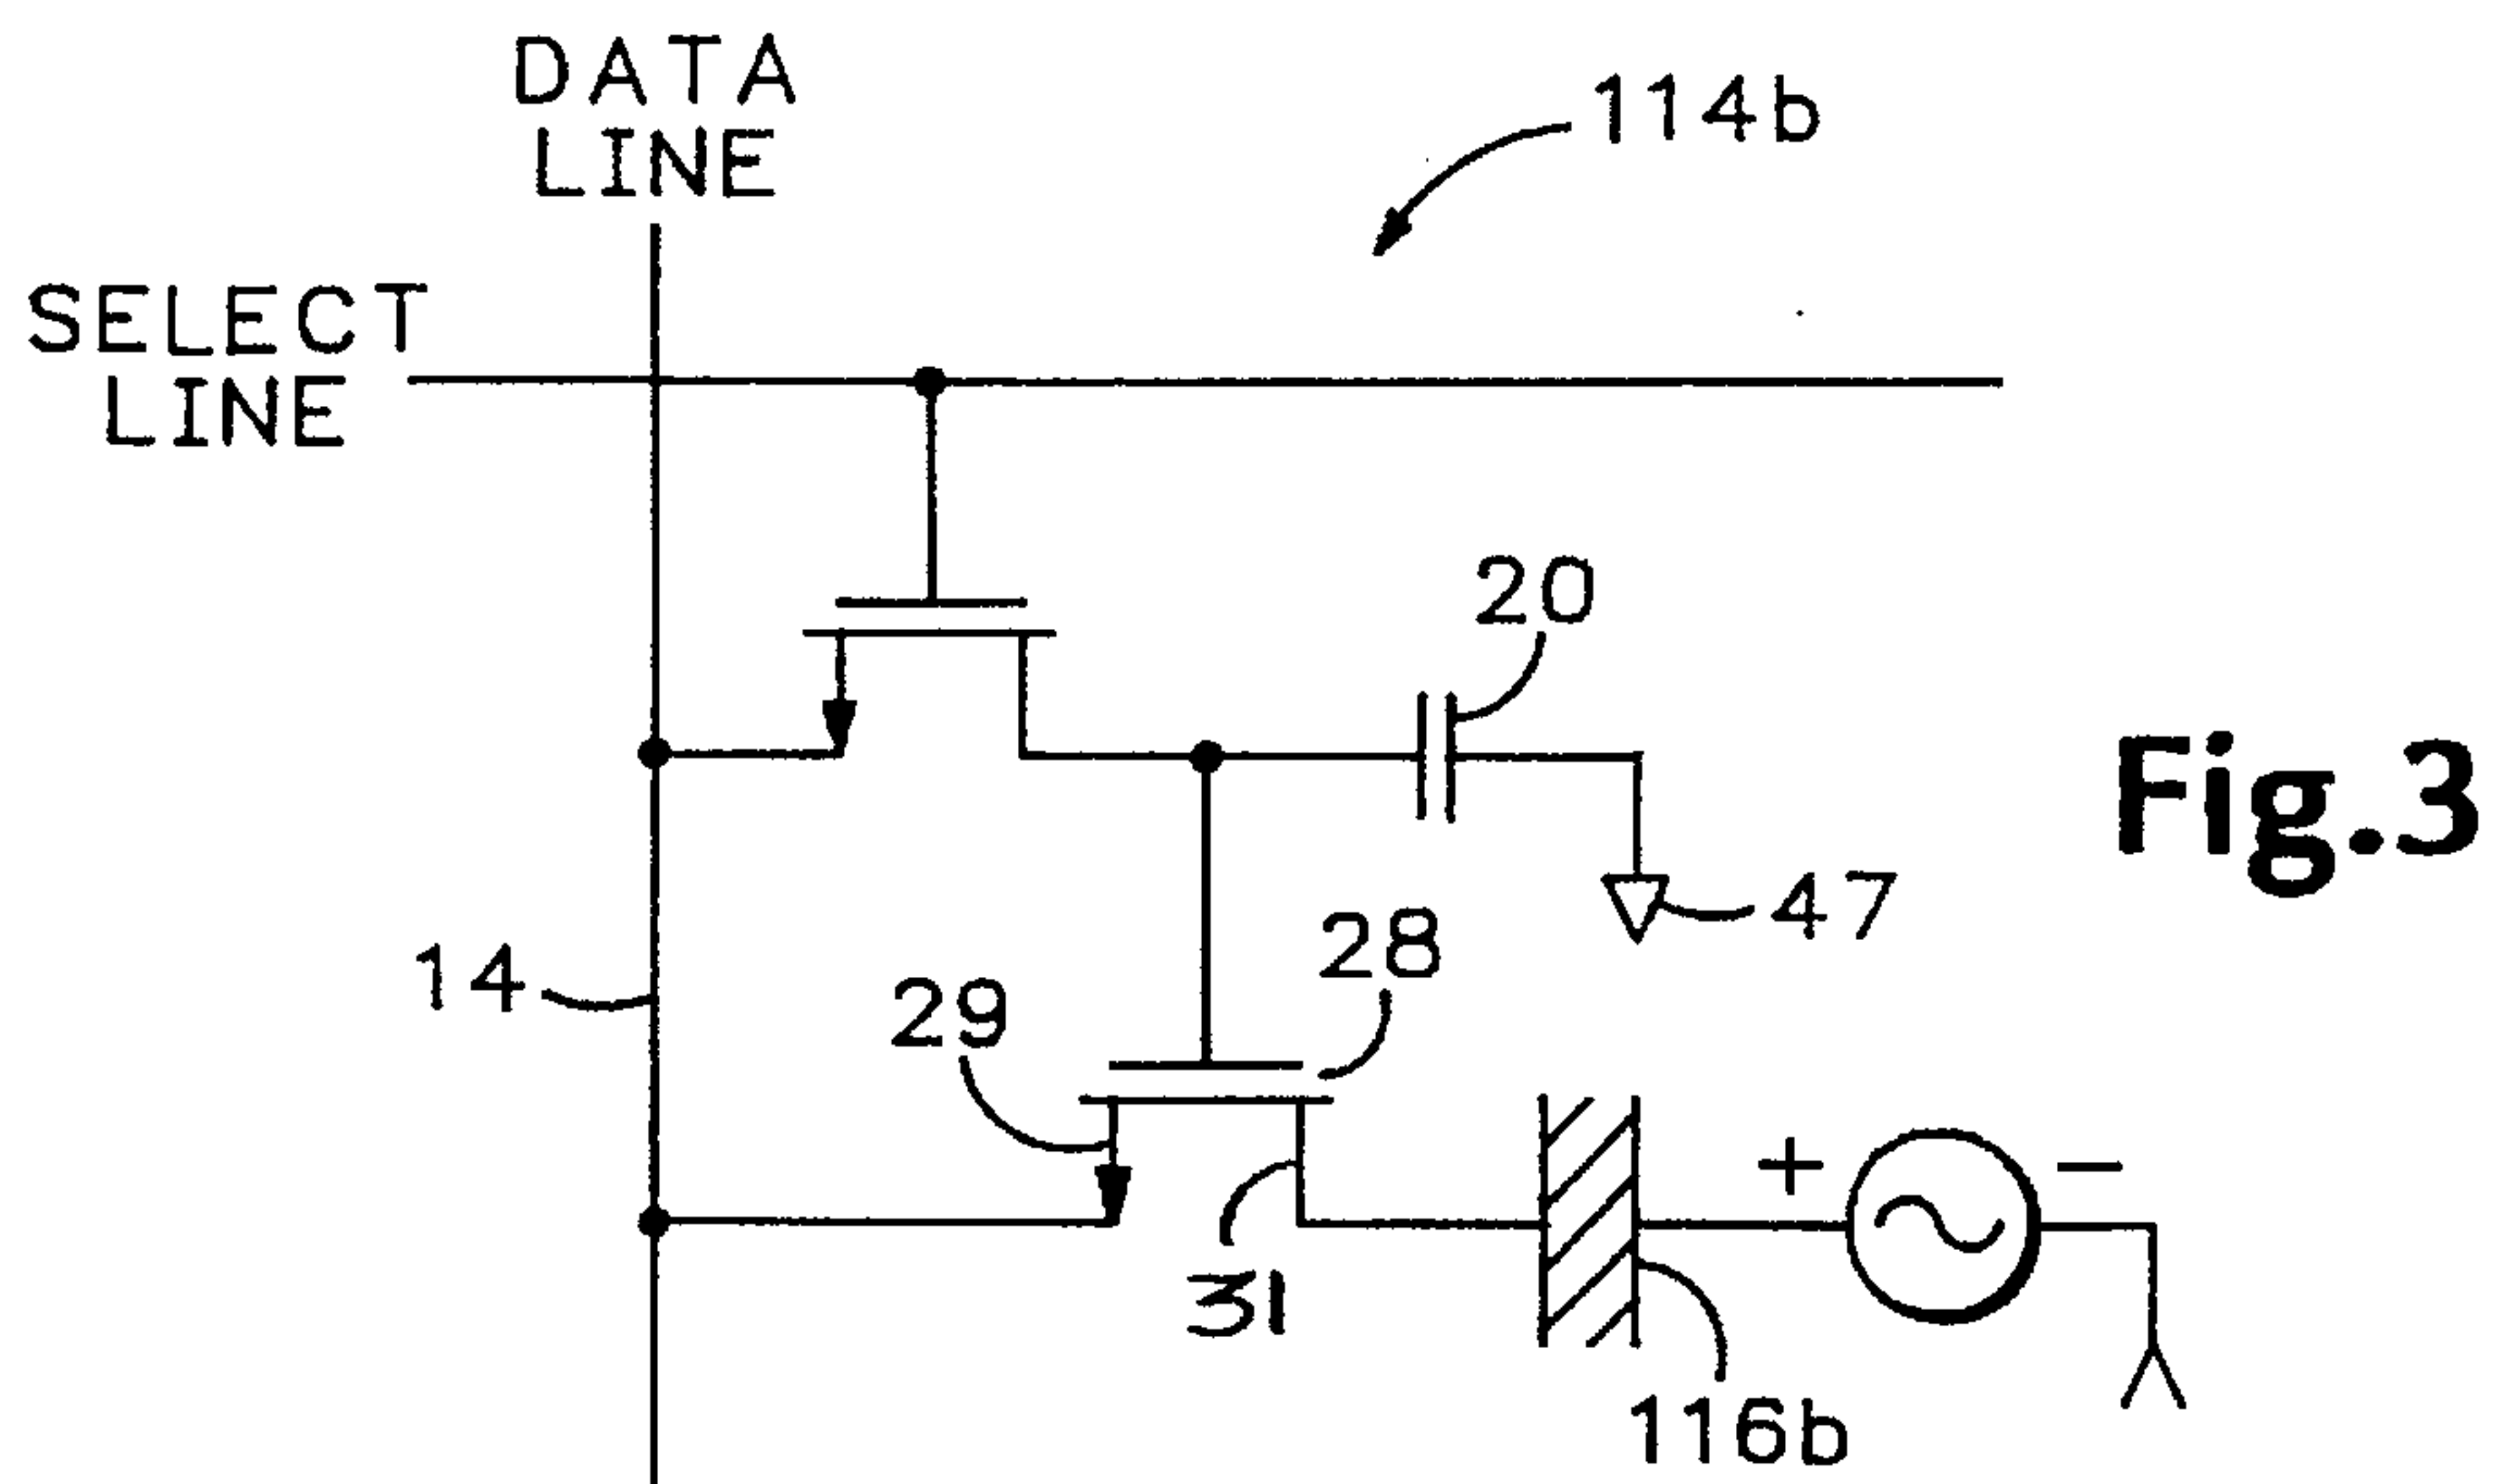 DATA
LINE
114b
SELECT
LINE
20
Fig.3
47
28
14
29
+
−
31
116b